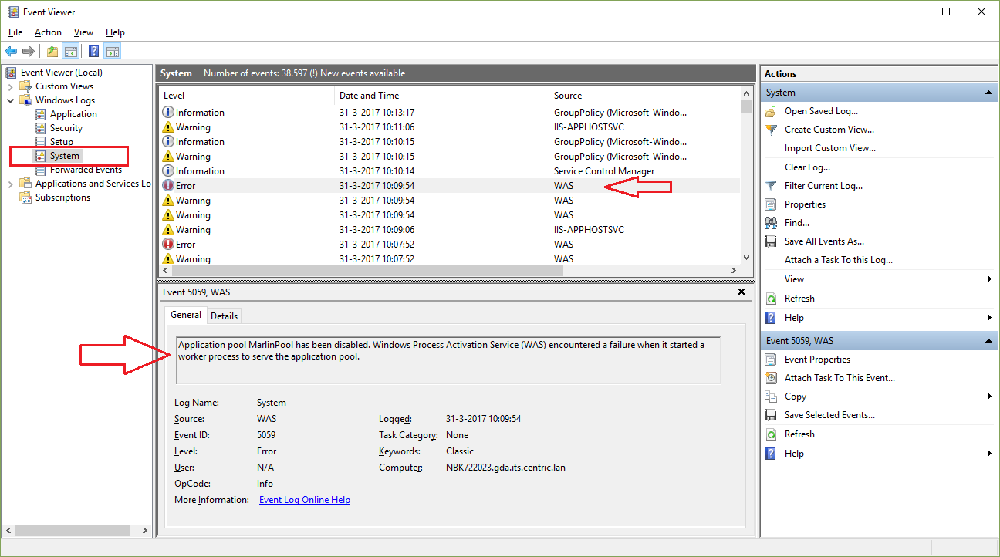 Event Viewer
File Action View Help
Event Viewer (Local)
Custom Views
Windows Logs
Application
Security
Setup
System
Forwarded Events
Applications and Services Lo
Subscriptions
System Number of events: 38.597 (!) New events available
Level Date and Time Source
Information 31-3-2017 10:13:17 GroupPolicy (Microsoft-Windo...
Warning 31-3-2017 10:11:06 IIS-APPHOSTSVC
Information 31-3-2017 10:10:15 GroupPolicy (Microsoft-Windo...
Warning 31-3-2017 10:10:15 GroupPolicy (Microsoft-Windo...
Information 31-3-2017 10:10:14 Service Control Manager
Error 31-3-2017 10:09:54 WAS
Warning 31-3-2017 10:09:54 WAS
Warning 31-3-2017 10:09:54 WAS
Warning 31-3-2017 10:09:06 IIS-APPHOSTSVC
Error 31-3-2017 10:07:52 WAS
Warning 31-3-2017 10:07:52 WAS
Event 5059, WAS
General Details
Application pool MarlinPool has been disabled. Windows Process Activation Service (WAS) encountered a failure when it started a
worker process to serve the application pool.
Log Name: System
Source: WAS Logged: 31-3-2017 10:09:54
Event ID: 5059 Task Category: None
Level: Error Keywords: Classic
User: N/A Computer: NBK722023.gda.its.centric.lan
OpCode: Info
More Information: Event Log Online Help
Actions
System
Open Saved Log...
Create Custom View...
Import Custom View...
Clear Log...
Filter Current Log...
Properties
Find...
Save All Events As...
Attach a Task To this Log...
View
Refresh
Help
Event 5059, WAS
Event Properties
Attach Task To This Event...
Copy
Save Selected Events...
Refresh
Help